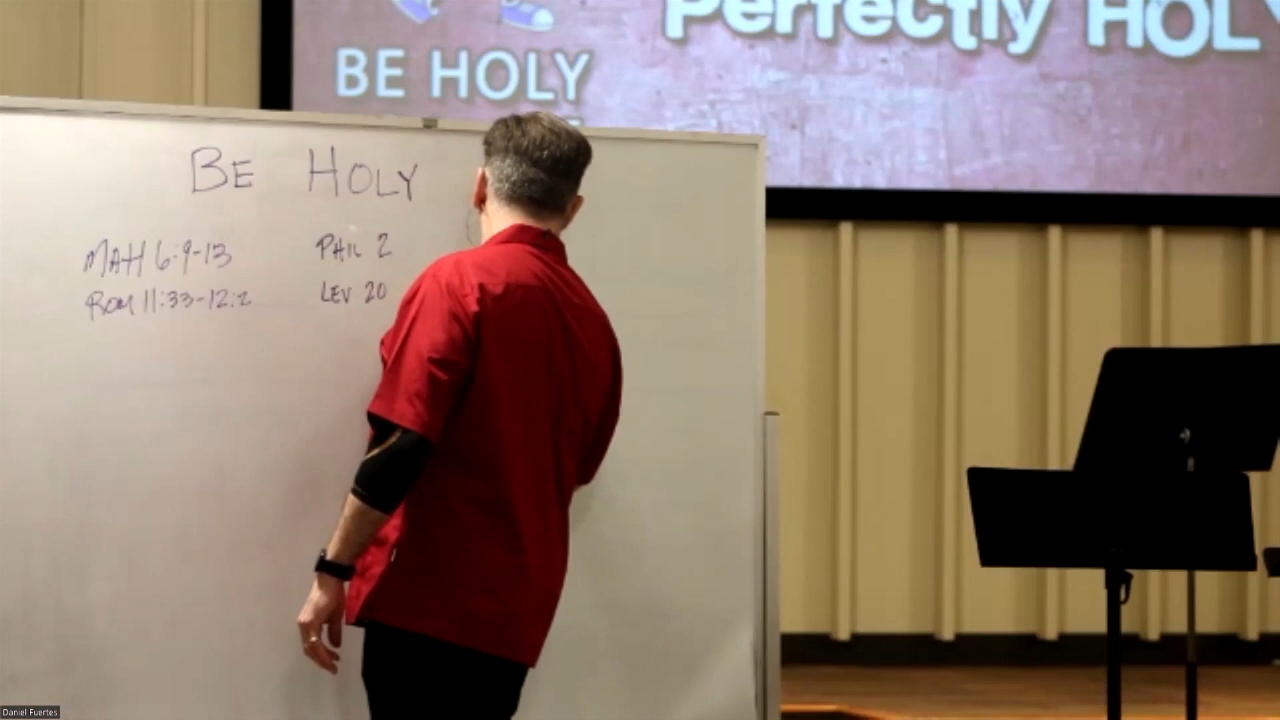 Perfectly HOLY
BE HOLY
BE HOLY
MATT 6:9-13 PHIL 2
ROM 11:33-12:2 LEV 20
Daniel Fuertes